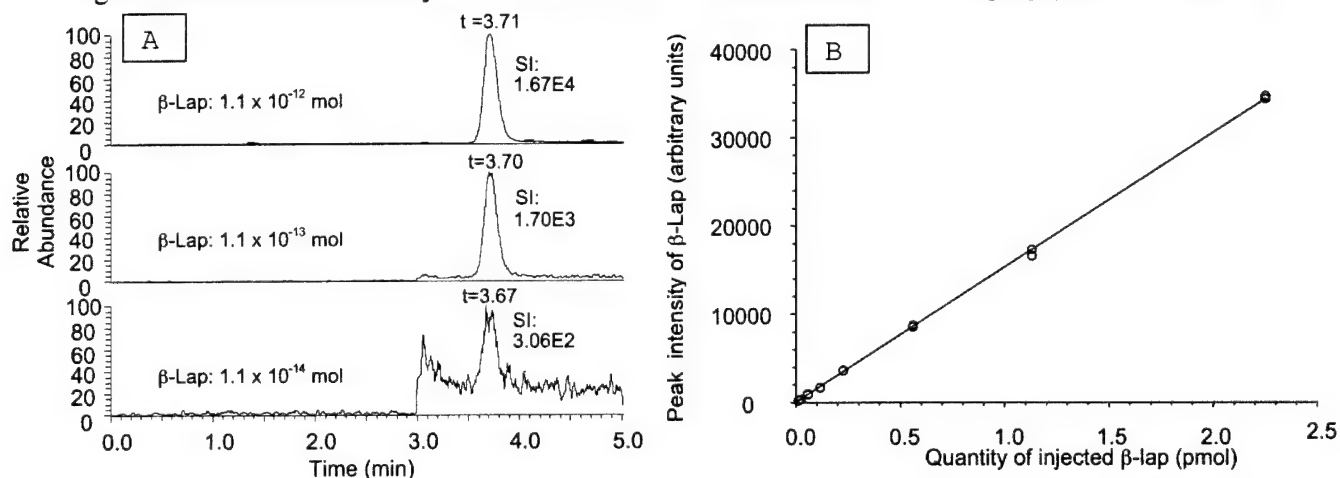 A
t =3.71
SI:
1.67E4
β-Lap: 1.1 x 10⁻¹² mol
100
80
60
40
20
0
t=3.70
SI:
1.70E3
β-Lap: 1.1 x 10⁻¹³ mol
100
80
60
40
20
0
t=3.67
SI:
3.06E2
β-Lap: 1.1 x 10⁻¹⁴ mol
100
80
60
40
20
0
Relative
Abundance
0.0 1.0 2.0 3.0 4.0 5.0
Time (min)
B
Peak intensity of β-Lap (arbitrary units)
40000
30000
20000
10000
0
0.0 0.5 1.0 1.5 2.0 2.5
Quantity of injected β-lap (pmol)